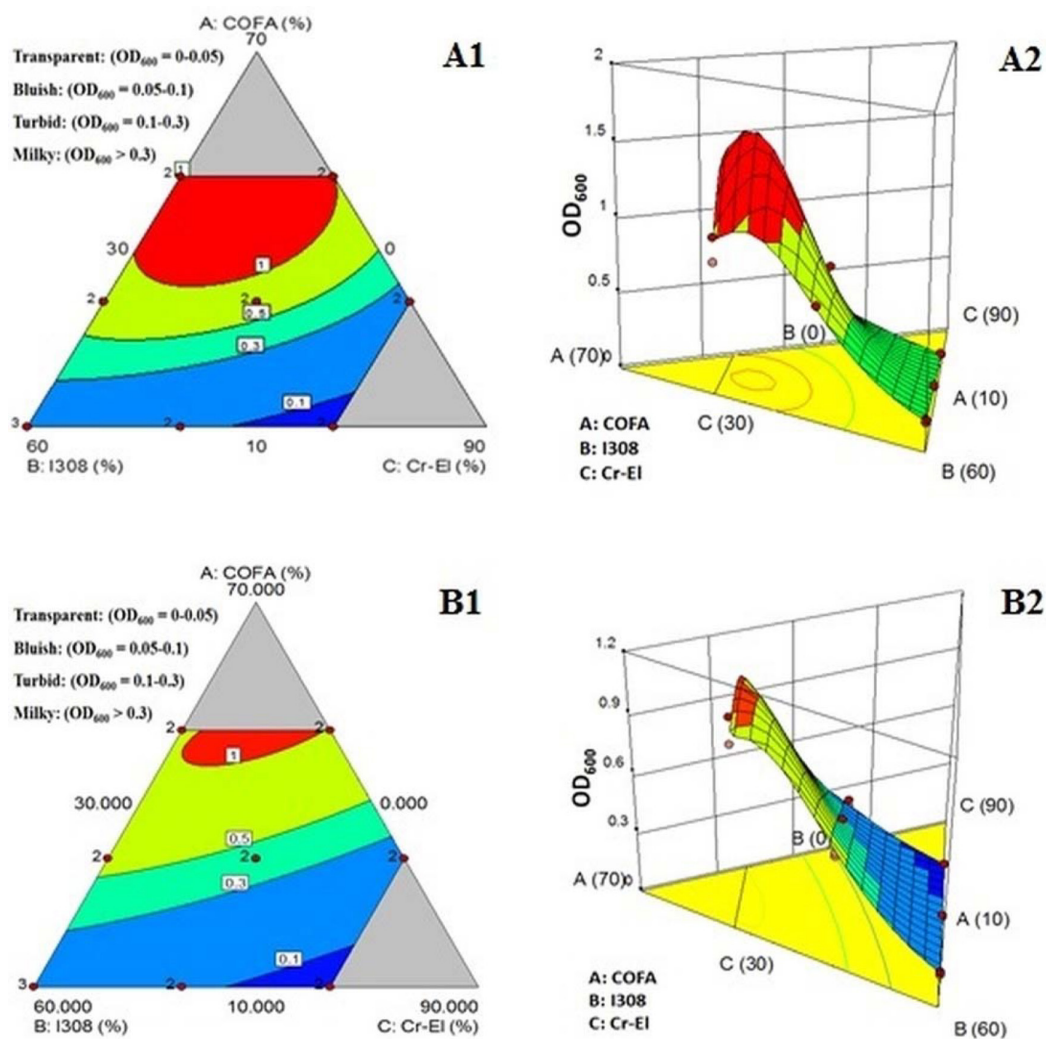 A: COFA (%)
70
Transparent: (OD600 = 0-0.05)
Bluish: (OD600 = 0.05-0.1)
Turbid: (OD600 = 0.1-0.3)
Milky: (OD600 > 0.3)
A1
2 1 2
30 0
1
2 2 2
0.5
0.3
0.1
3 2 2
60 10 90
B: I308 (%) C: Cr-El (%)
A2
2
1.5
1
0.5
0
OD600
A (70)
B (0)
C (90)
C (30)
A (10)
B (60)
A: COFA
B: I308
C: Cr-El
A: COFA (%)
70.000
Transparent: (OD600 = 0-0.05)
Bluish: (OD600 = 0.05-0.1)
Turbid: (OD600 = 0.1-0.3)
Milky: (OD600 > 0.3)
B1
2 2
1
30.000 0.000
0.5
2 2 2
0.3
0.1
3 2 2
60.000 10.000 90.000
B: I308 (%) C: Cr-El (%)
B2
1.2
0.9
0.6
0.3
0
OD600
A (70)
B (0
C (90)
C (30)
A (10)
B (60)
A: COFA
B: I308
C: Cr-El